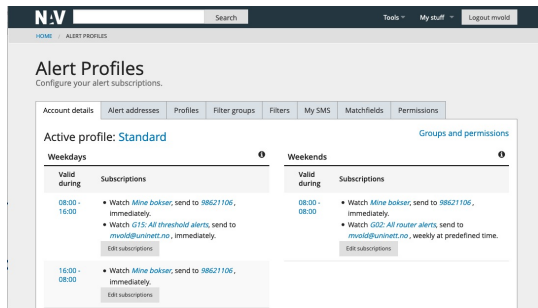 NAV Search Tools My stuff Logout mvold
HOME / ALERT PROFILES
Alert Profiles
Configure your alert subscriptions.
Account details Alert addresses Profiles Filter groups Filters My SMS Matchfields Permissions
Active profile: Standard
Groups and permissions
Weekdays
Valid during Subscriptions
08:00 - 16:00
• Watch Mine bokser, send to 98621106 ,
immediately.
• Watch G15: All threshold alerts, send to
mvold@uninett.no , immediately.
Edit subscriptions
16:00 - 08:00
• Watch Mine bokser, send to 98621106 ,
immediately.
Edit subscriptions
Weekends
Valid during Subscriptions
08:00 - 08:00
• Watch Mine bokser, send to 98621106 ,
immediately.
• Watch G02: All router alerts, send to
mvold@uninett.no , weekly at predefined time.
Edit subscriptions